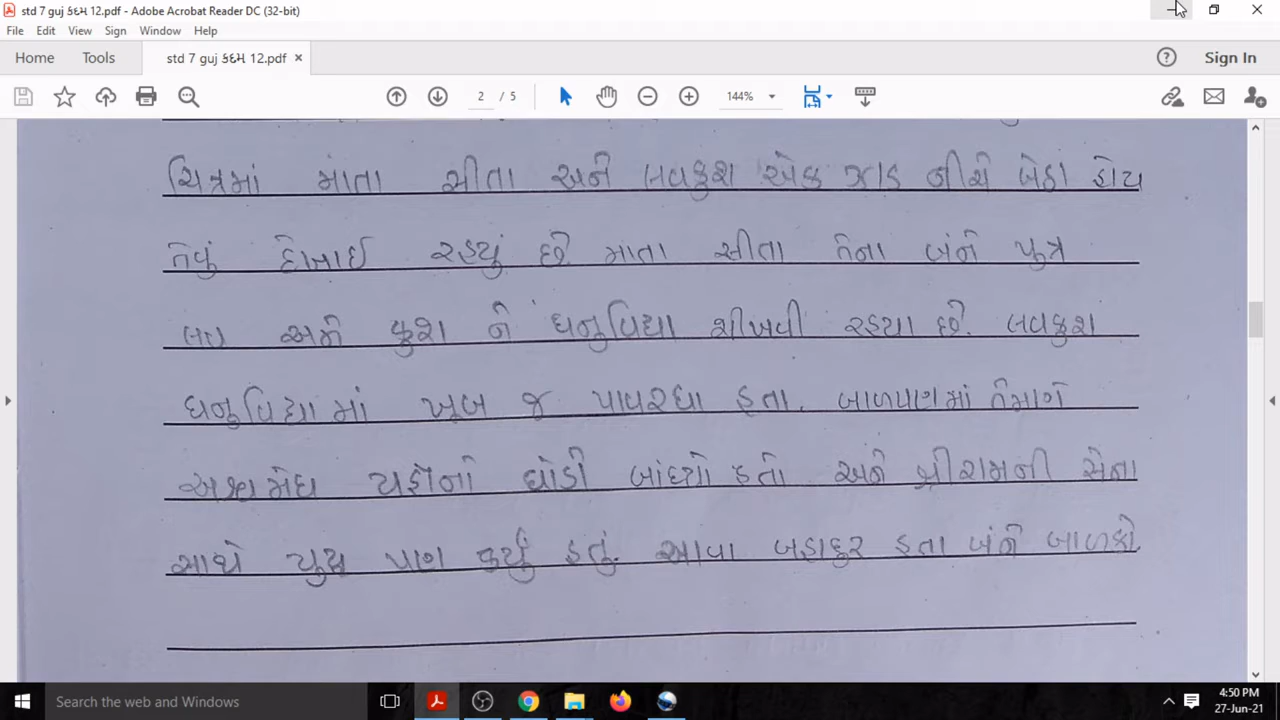 std 7 guj કદમ 12.pdf - Adobe Acrobat Reader DC (32-bit)
File Edit View Sign Window Help
Home Tools std 7 guj કદમ 12.pdf × Sign In
2 / 5 144%
ચિત્રમાં માંતા સીતા અને લવકુશ એક ઝાડ નીચે બેઠા હોય
તેવું દેખાઈ રહ્યું છે માતા સીતા તેના બંને પુત્ર
લવ અને કુશ ને ધનુવિદ્યા શીખવી રહ્યા છે. લવકુશ
ધનુવિદ્યામાં ખૂબ જ પાવરધા હતા. બાળપણમાં તેમણે
અશ્વમેઘ યજ્ઞનો ઘોડો બાંધ્યો હતો અને શ્રીરામની સેના
સાથે યુદ્ધ પણ કર્યું હતું. આવા બહાદુર હતા બંને બાળકો
Search the web and Windows
4:50 PM
27-Jun-21